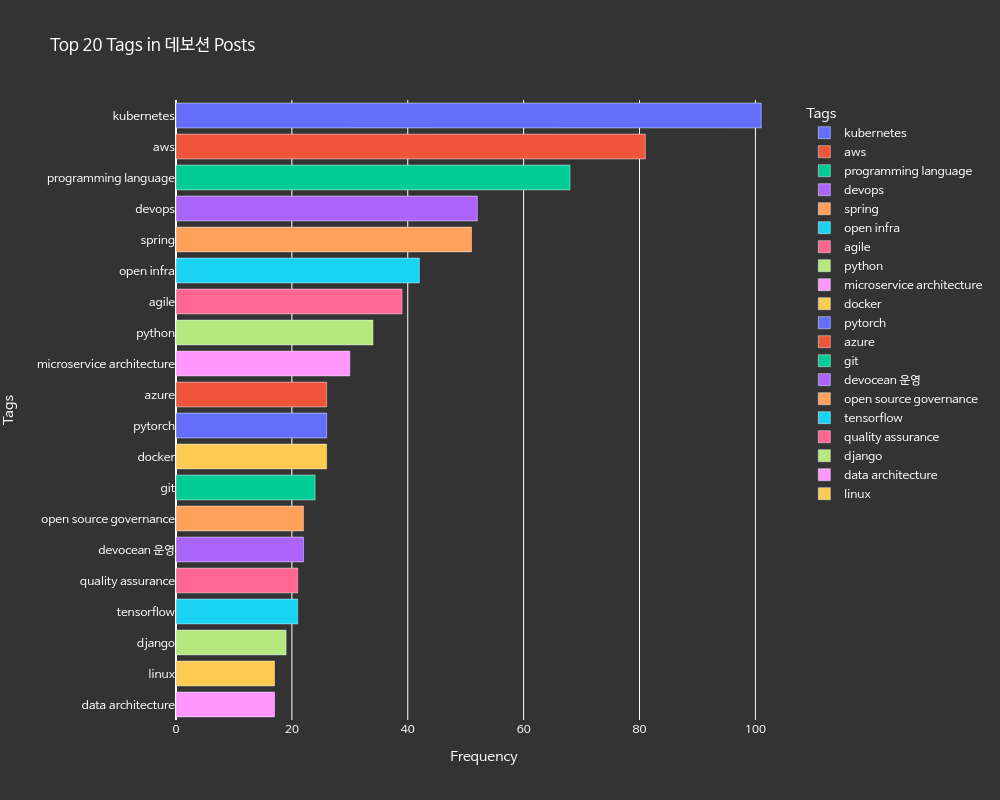 Top 20 Tags in 데보션 Posts
kubernetes
aws
programming language
devops
spring
open infra
agile
python
microservice architecture
azure
pytorch
docker
git
open source governance
devocean 운영
quality assurance
tensorflow
django
linux
data architecture
Tags
0 20 40 60 80 100
Frequency
Tags
kubernetes
aws
programming language
devops
spring
open infra
agile
python
microservice architecture
docker
pytorch
azure
git
devocean 운영
open source governance
tensorflow
quality assurance
django
data architecture
linux